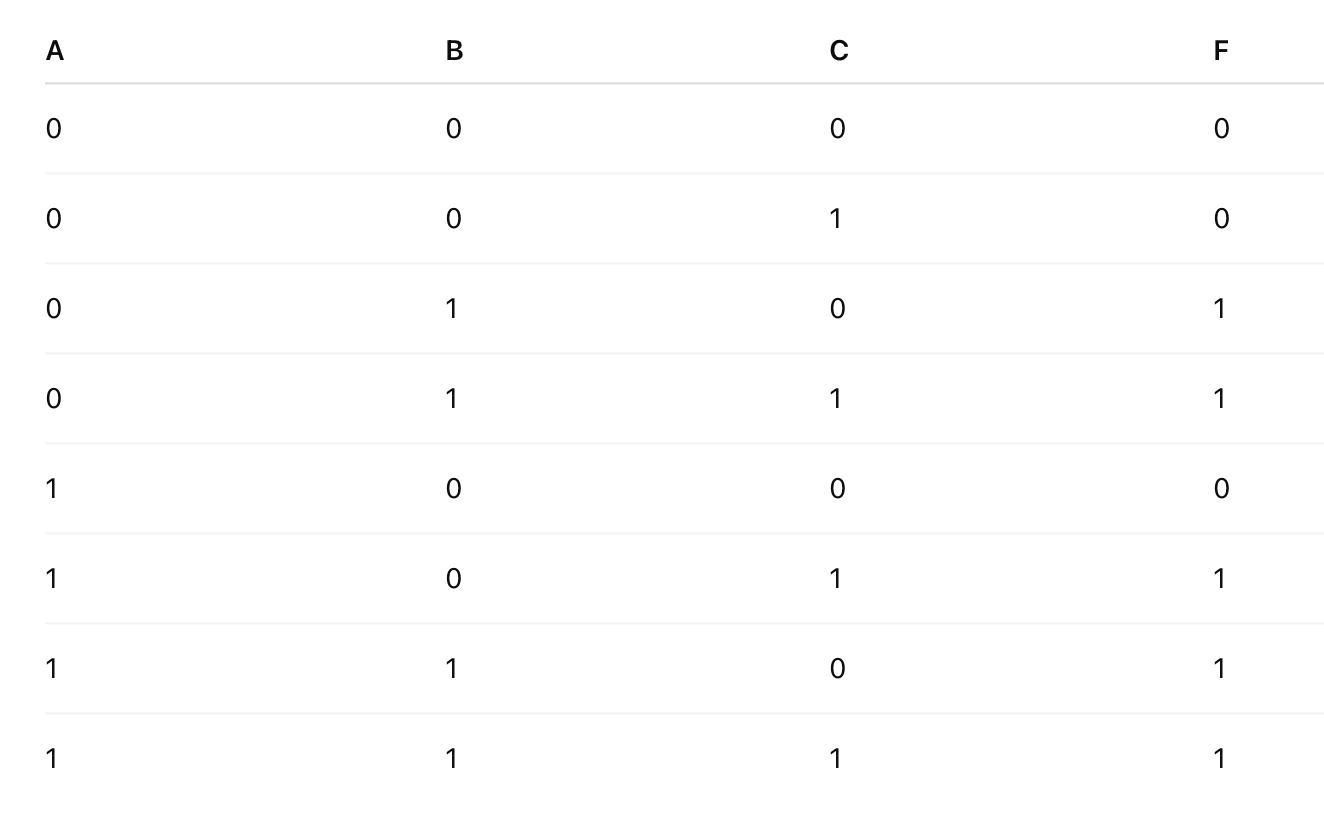 A B C F
0 0 0 0
0 0 1 0
0 1 0 1
0 1 1 1
1 0 0 0
1 0 1 1
1 1 0 1
1 1 1 1